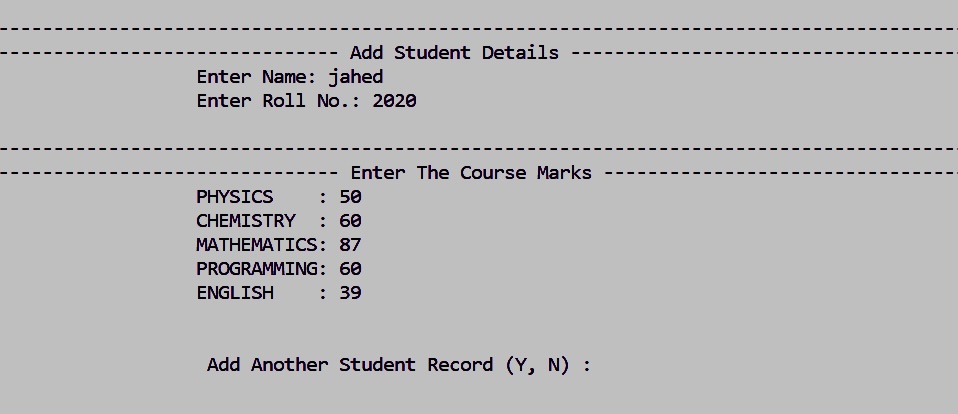 ----------------------------------------------------------------------------------------
------------------------------- Add Student Details ------------------------------------
Enter Name: jahed
Enter Roll No.: 2020
----------------------------------------------------------------------------------------
------------------------------- Enter The Course Marks ---------------------------------
PHYSICS    : 50
CHEMISTRY  : 60
MATHEMATICS: 87
PROGRAMMING: 60
ENGLISH    : 39
Add Another Student Record (Y, N) :